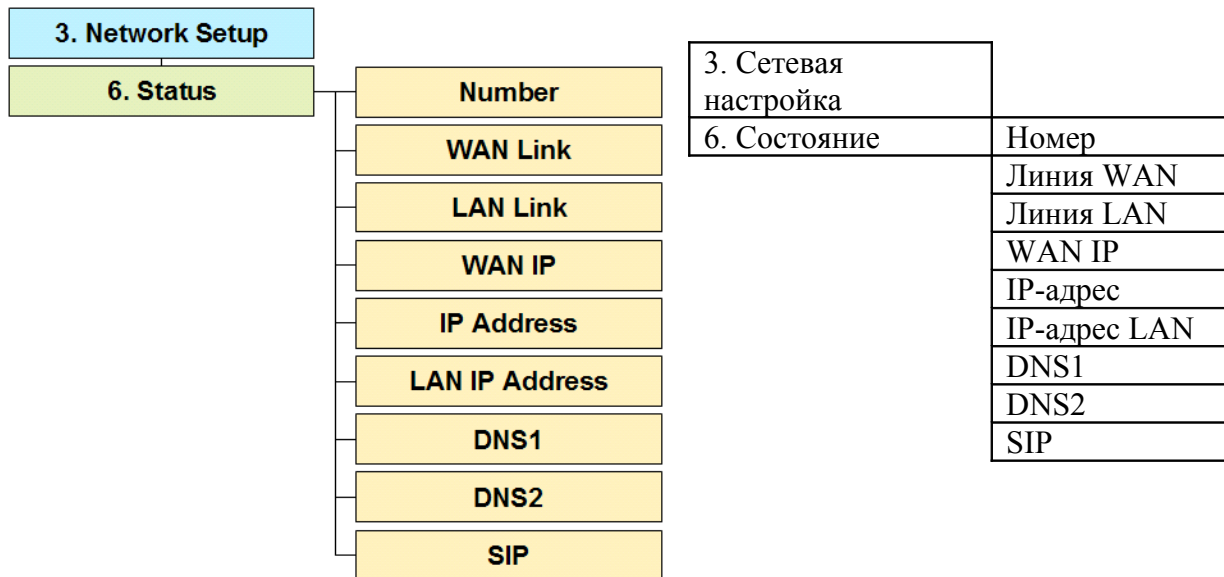 3. Network Setup
6. Status
Number
WAN Link
LAN Link
WAN IP
IP Address
LAN IP Address
DNS1
DNS2
SIP
3. Сетевая
настройка
6. Состояние
Номер
Линия WAN
Линия LAN
WAN IP
IP-адрес
IP-адрес LAN
DNS1
DNS2
SIP